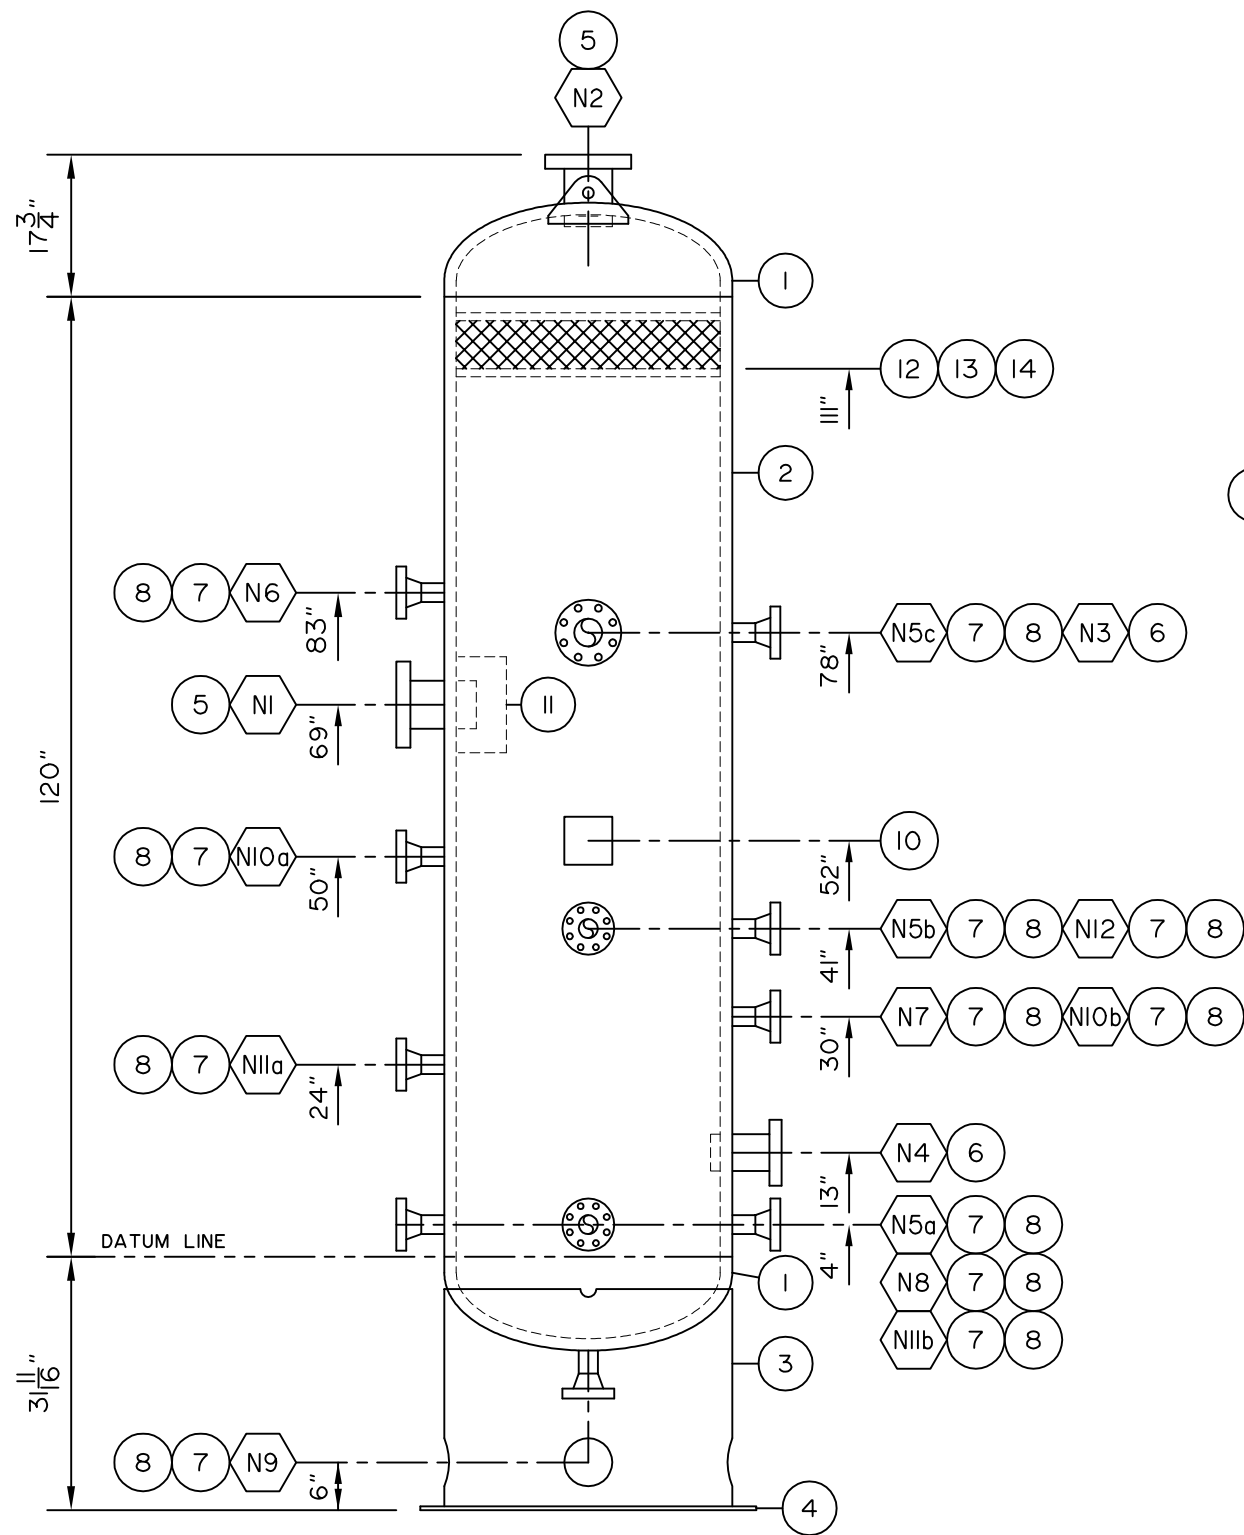 5
N2
17 3/4"
1
12 13 14
111"
2
8 7 N6
83"
N5c 7 8 N3 6
78"
5 N1
69"
11
120"
10
52"
8 7 N10a
50"
N5b 7 8 N12 7 8
41"
N7 7 8 N10b 7 8
30"
8 7 N11a
24"
N4 6
13"
N5a 7 8
4"
DATUM LINE
1
N8 7 8
N11b 7 8
3
31 11/16"
8 7 N9
6"
4